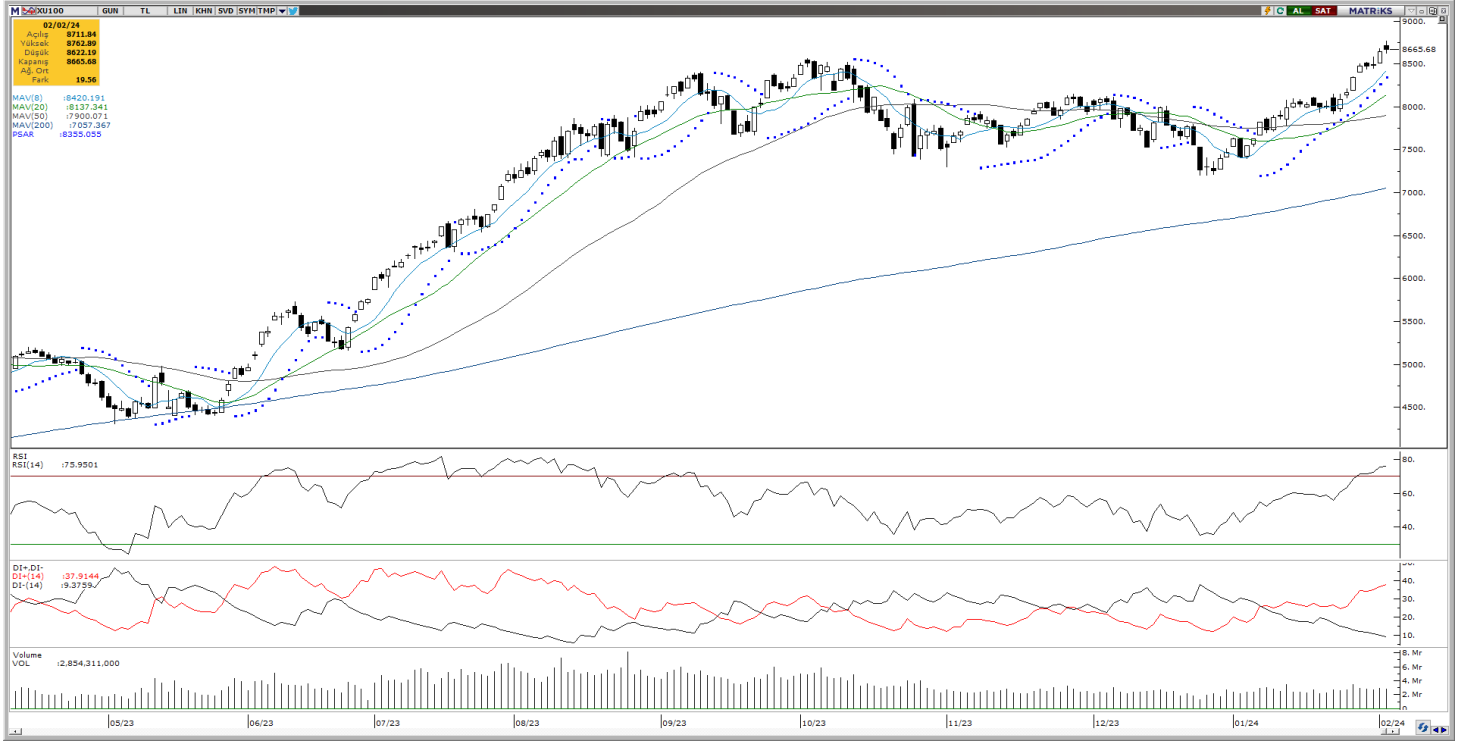 M XU100 GUN TL LIN KHN SVD SYM TMP AL SAT MATRiKS
02/02/24
Açılış 8711.84
Yüksek 8762.89
Düşük 8622.19
Kapanış 8665.68
Ağ. Ort
Fark 19.56
MAV(8) :8420.191
MAV(20) :8137.341
MAV(50) :7900.071
MAV(200) :7057.367
PSAR :8355.055
9000.
8665.68
8500.
8000.
7500.
7000.
6500.
6000.
5500.
5000.
4500.
RSI
RSI(14) :75.9501
80.
60.
40.
DI+,DI-
DI+(14) :37.9144
DI-(14) :9.3759
40.
30.
20.
10.
Volume
VOL :2,854,311,000
8. Mr
6. Mr
4. Mr
2. Mr
0.
05/23 06/23 07/23 08/23 09/23 10/23 11/23 12/23 01/24 02/24